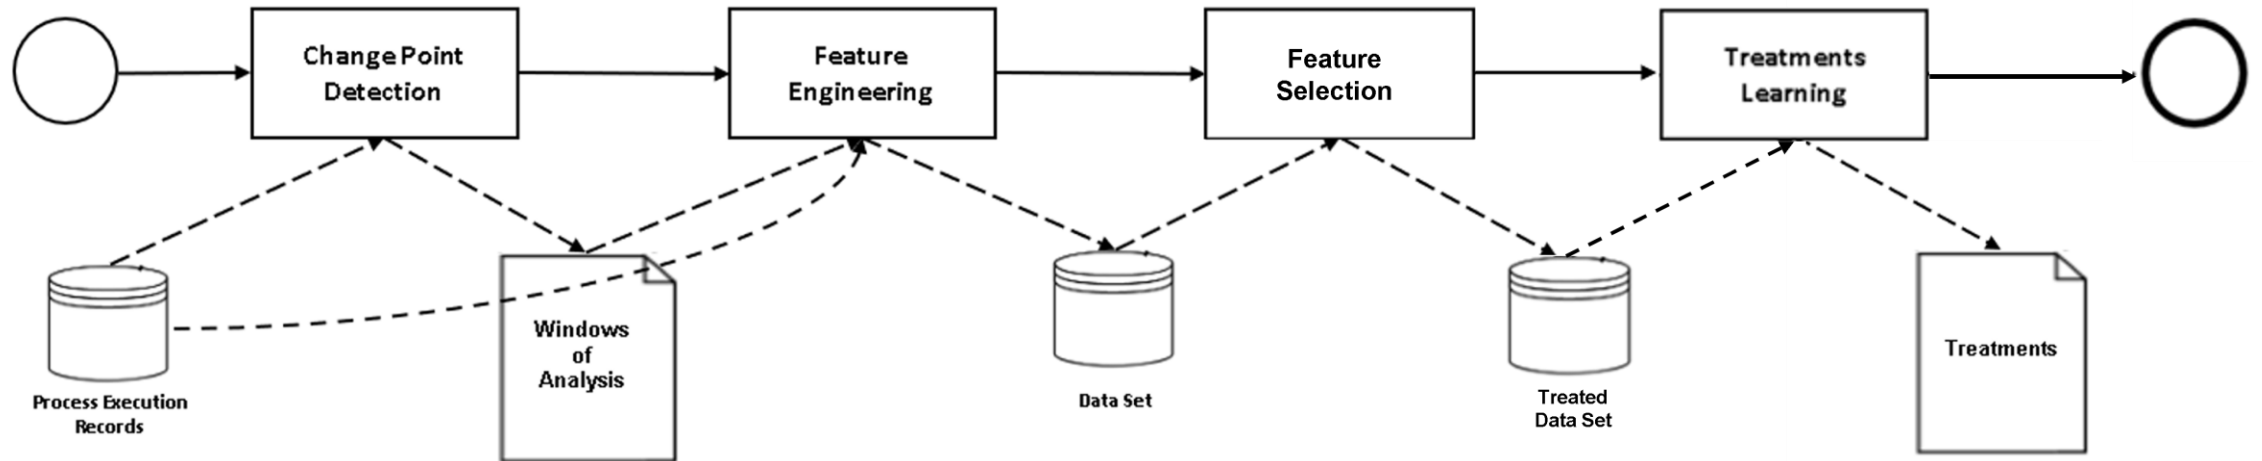 Change Point
Detection
Feature
Engineering
Feature
Selection
Treatments
Learning
Process Execution
Records
Windows
of
Analysis
Data Set
Treated
Data Set
Treatments